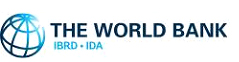 THE WORLD BANK
IBRD • IDA